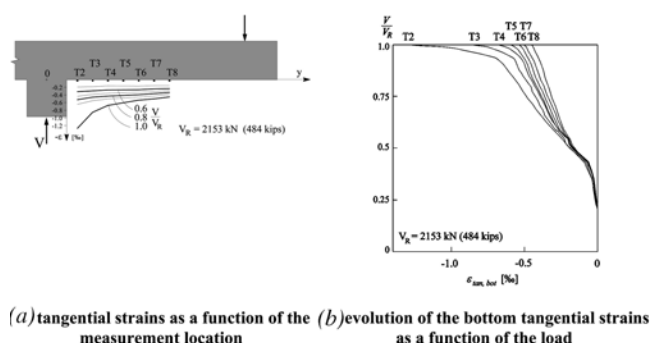 0
T2
T3
T4
T5
T6
T7
T8
y
-0.2
-0.4
-0.6
-0.8
-1.0
-1.2
-ε [‰]
0.6 V
0.8 V_R
1.0
V
V_R = 2153 kN (484 kips)
V
V_R
T2 T3 T4 T5 T6 T7 T8
1.0
0.75
0.5
0.25
0
V_R = 2153 kN (484 kips)
-1.0 -0.5 0
ε_tan, bot [‰]
(a) tangential strains as a function of the
measurement location
(b) evolution of the bottom tangential strains
as a function of the load